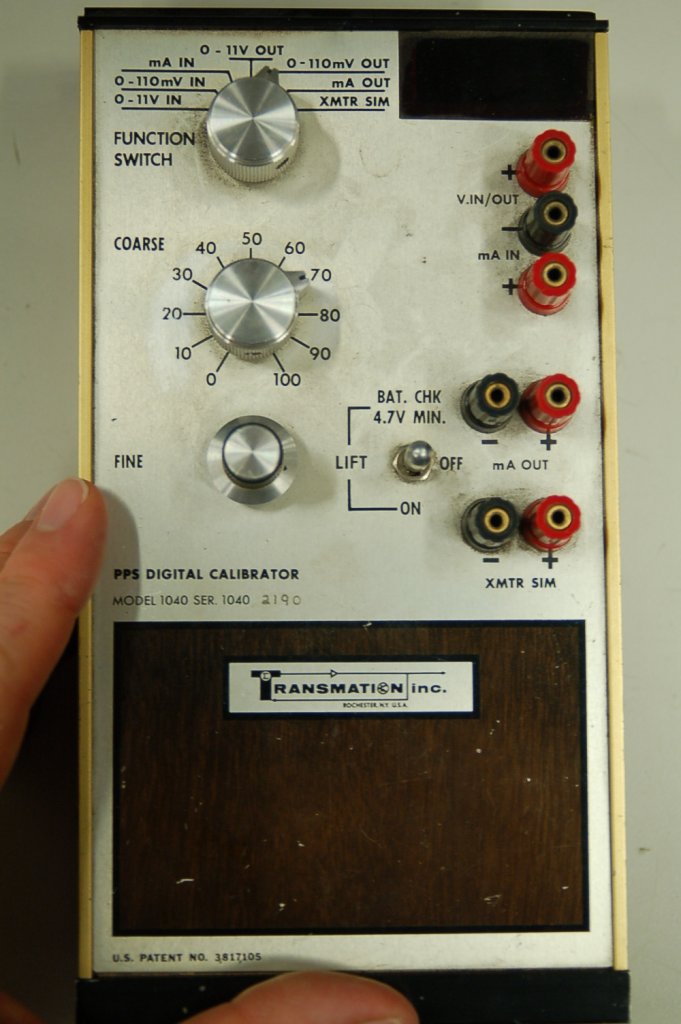 0-11V OUT
mA IN
0-110mV OUT
0-110mV IN
mA OUT
0-11V IN
XMTR SIM
FUNCTION
SWITCH
+
V.IN/OUT
-
mA IN
+
COARSE
0
10
20
30
40
50
60
70
80
90
100
BAT. CHK
4.7V MIN.
LIFT
OFF
ON
- +
mA OUT
FINE
- +
XMTR SIM
PPS DIGITAL CALIBRATOR
MODEL 1040 SER. 1040 2190
TRANSMATION inc.
ROCHESTER, N.Y. U.S.A.
U.S. PATENT NO. 3817105